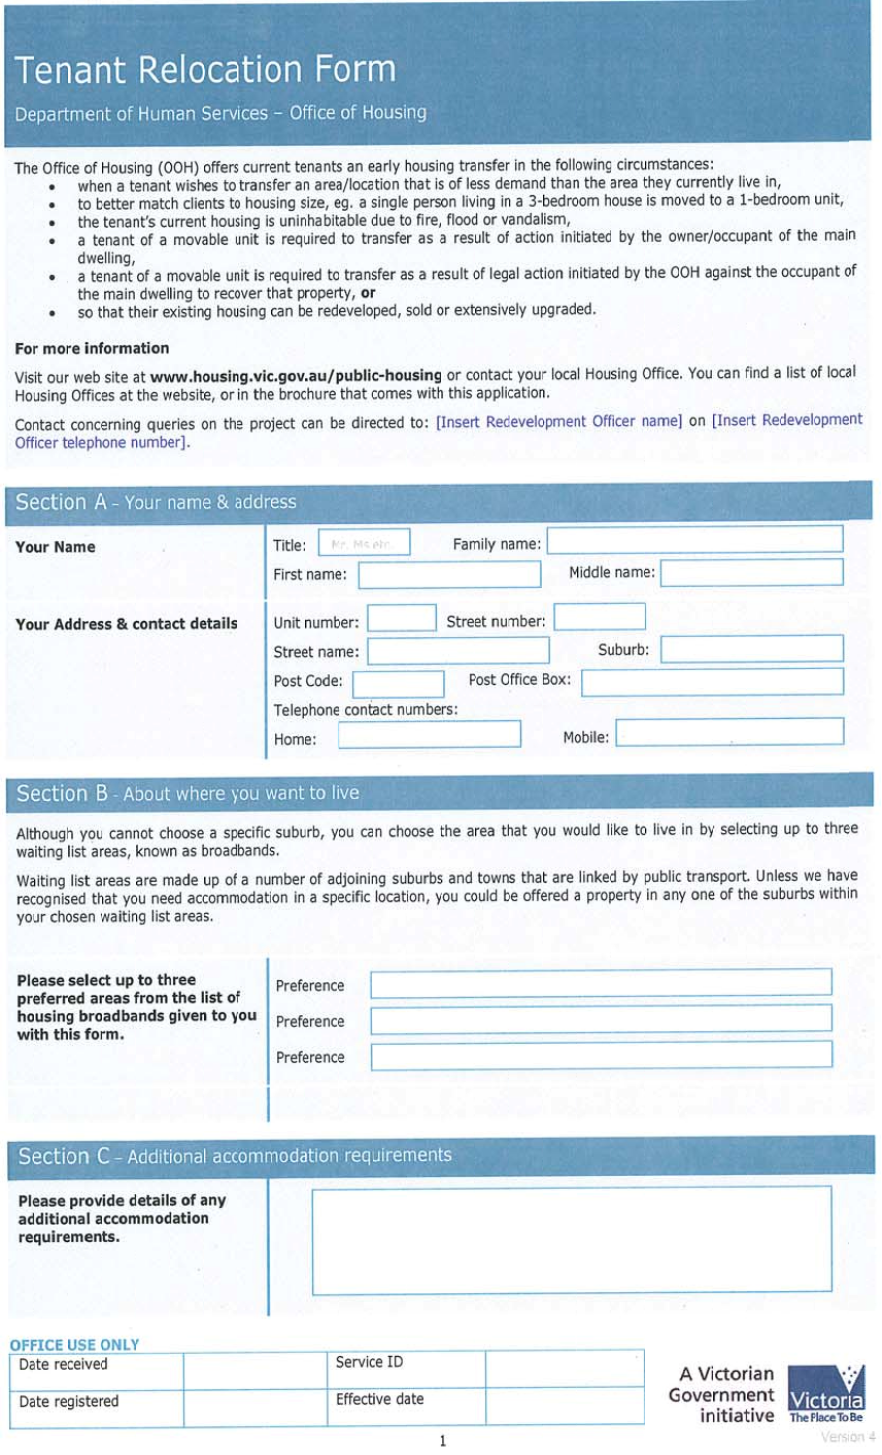 Tenant Relocation Form
Department of Human Services – Office of Housing
The Office of Housing (OOH) offers current tenants an early housing transfer in the following circumstances:
• when a tenant wishes to transfer an area/location that is of less demand than the area they currently live in,
• to better match clients to housing size, eg. a single person living in a 3-bedroom house is moved to a 1-bedroom unit,
• the tenant's current housing is uninhabitable due to fire, flood or vandalism,
• a tenant of a movable unit is required to transfer as a result of action initiated by the owner/occupant of the main
dwelling,
• a tenant of a movable unit is required to transfer as a result of legal action initiated by the OOH against the occupant of
the main dwelling to recover that property, or
• so that their existing housing can be redeveloped, sold or extensively upgraded.
For more information
Visit our web site at www.housing.vic.gov.au/public-housing or contact your local Housing Office. You can find a list of local
Housing Offices at the website, or in the brochure that comes with this application.
Contact concerning queries on the project can be directed to: [Insert Redevelopment Officer name] on [Insert Redevelopment
Officer telephone number].
Section A – Your name & address
Your Name Title: Mr, Ms etc. Family name:
First name: Middle name:
Your Address & contact details Unit number: Street number:
Street name: Suburb:
Post Code: Post Office Box:
Telephone contact numbers:
Home: Mobile:
Section B - About where you want to live
Although you cannot choose a specific suburb, you can choose the area that you would like to live in by selecting up to three
waiting list areas, known as broadbands.
Waiting list areas are made up of a number of adjoining suburbs and towns that are linked by public transport. Unless we have
recognised that you need accommodation in a specific location, you could be offered a property in any one of the suburbs within
your chosen waiting list areas.
Please select up to three
preferred areas from the list of
housing broadbands given to you
with this form.
Preference
Preference
Preference
Section C – Additional accommodation requirements
Please provide details of any
additional accommodation
requirements.
OFFICE USE ONLY
Date received Service ID
Date registered Effective date
A Victorian
Government
initiative
Victoria
The Place To Be
1
Version 4